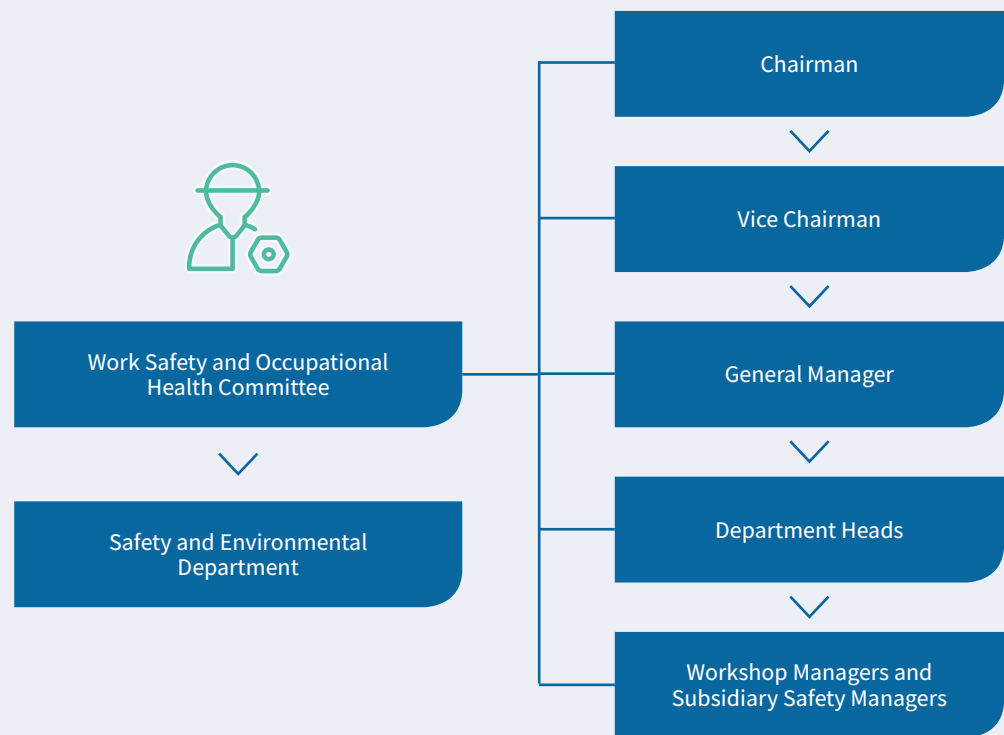 Work Safety and Occupational
Health Committee
Safety and Environmental
Department
Chairman
Vice Chairman
General Manager
Department Heads
Workshop Managers and
Subsidiary Safety Managers